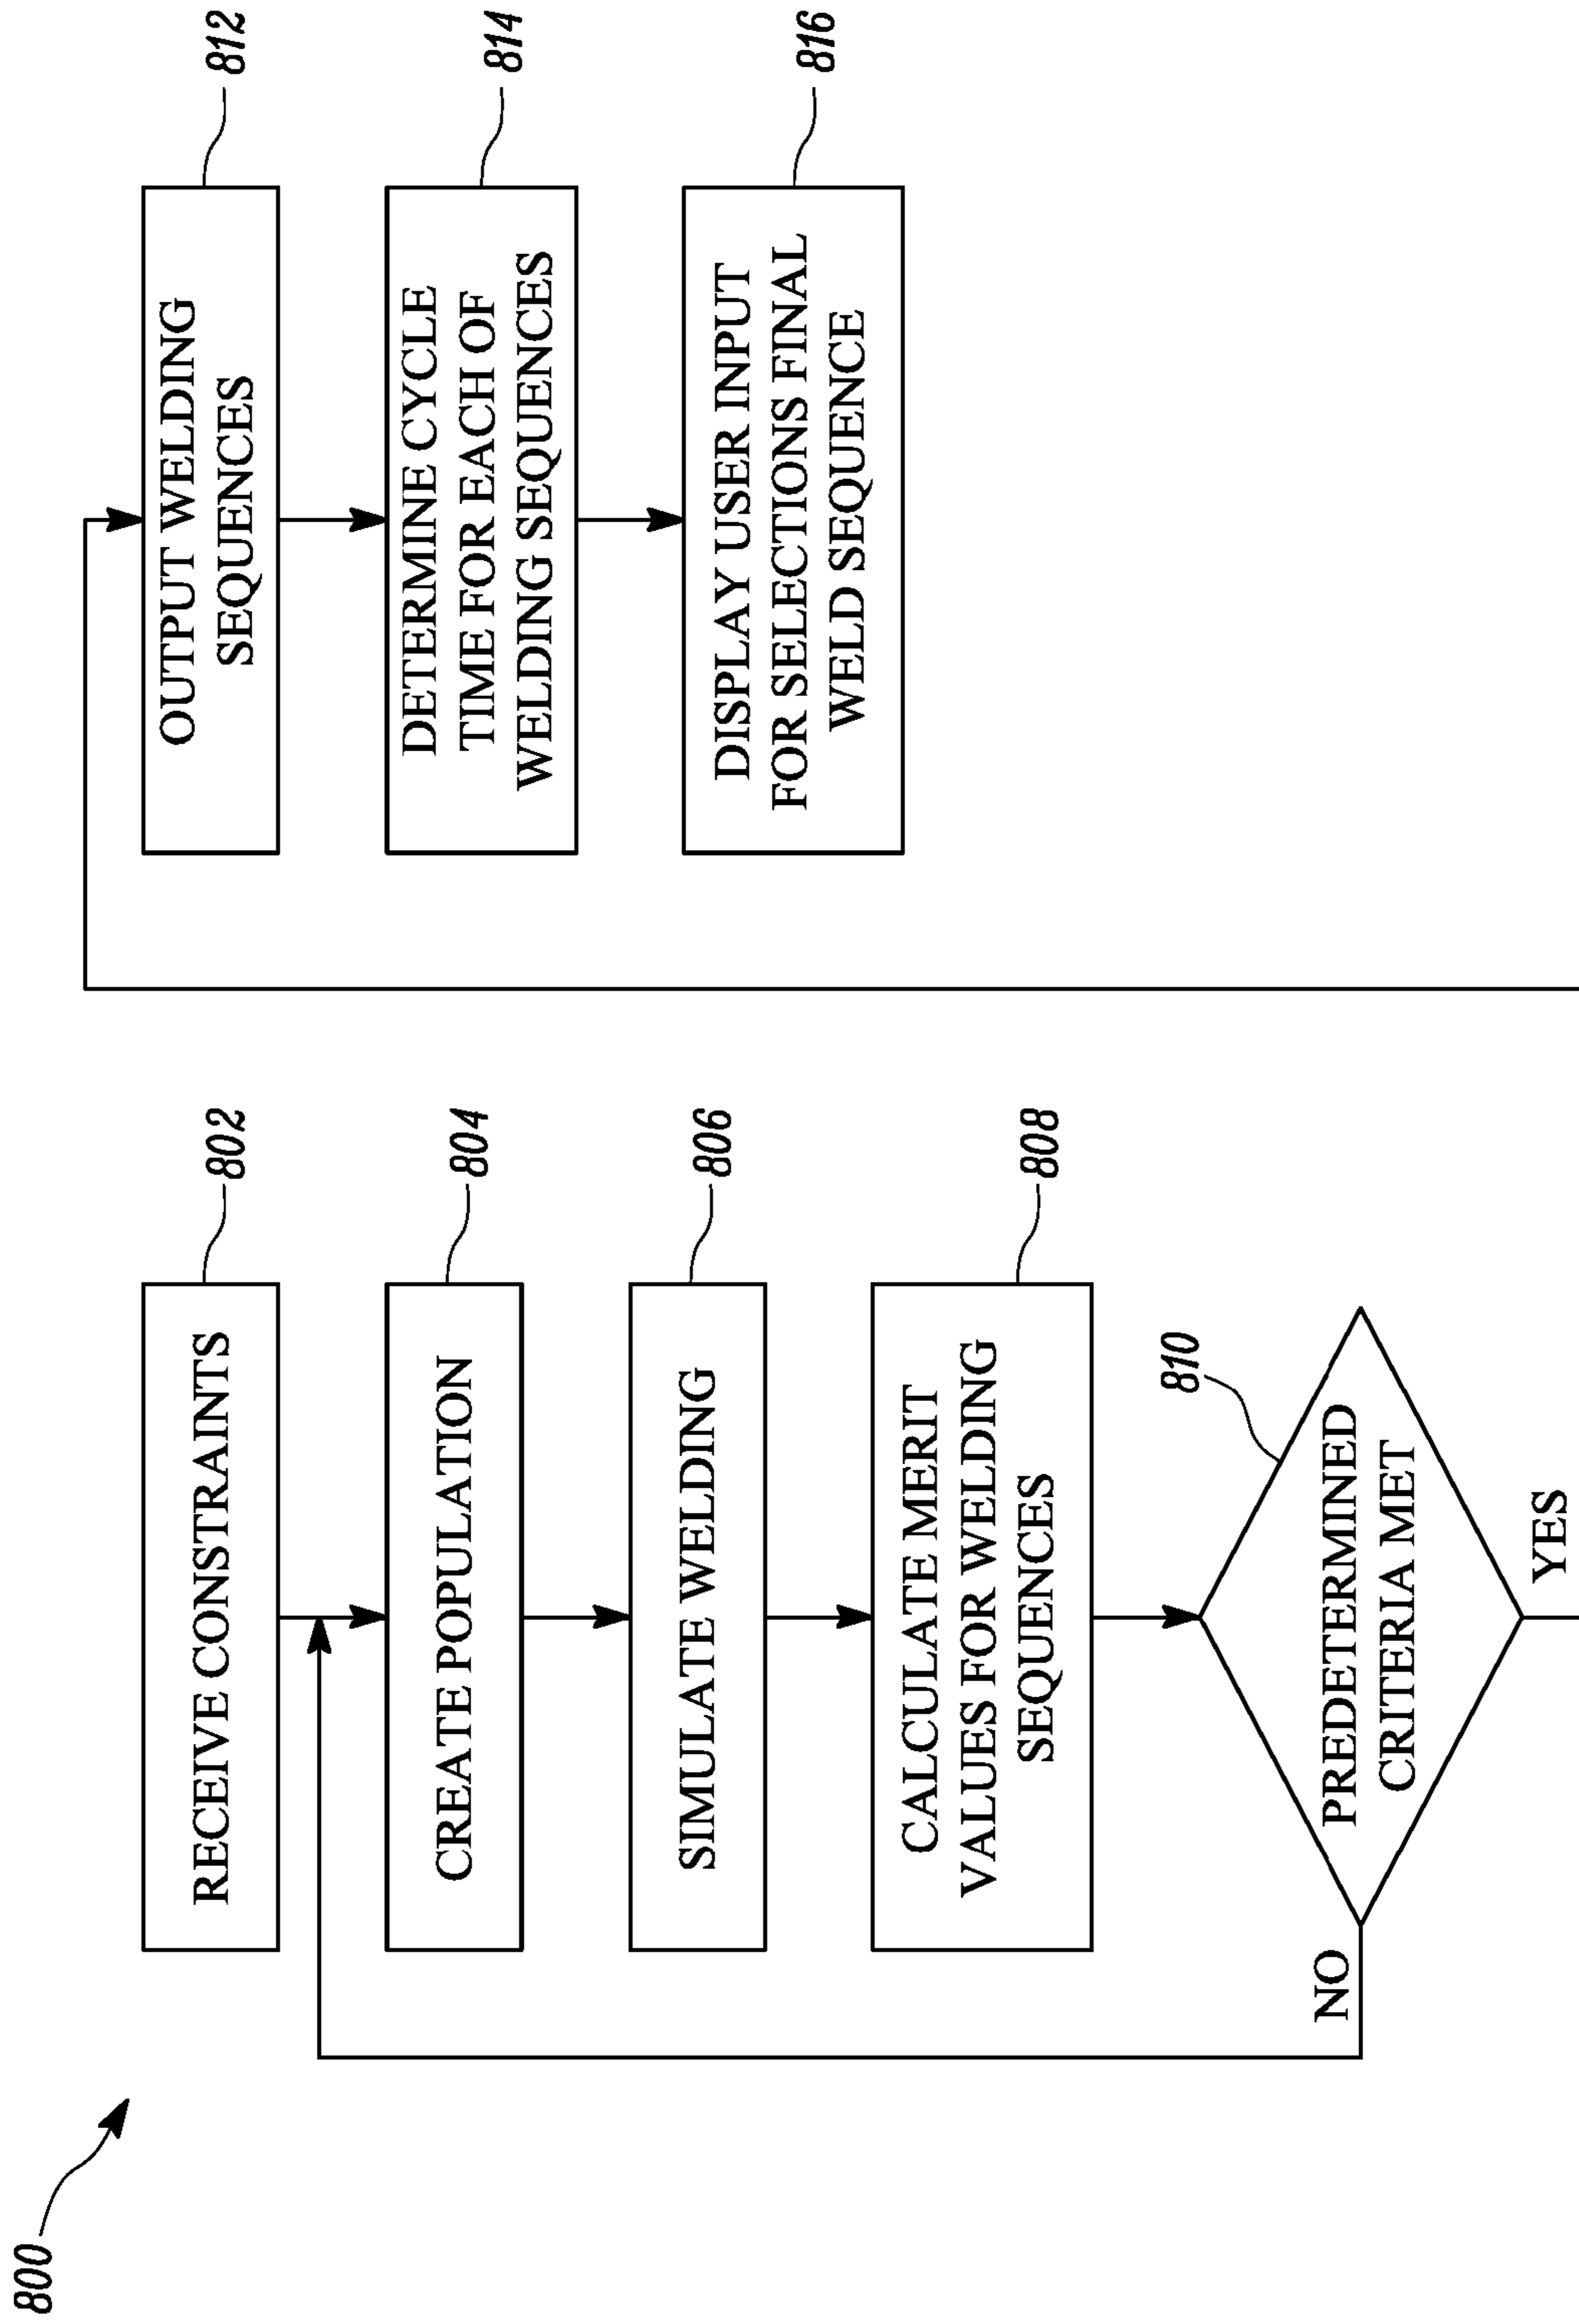 800
RECEIVE CONSTRAINTS
802
CREATE POPULATION
804
SIMULATE WELDING
806
CALCULATE MERIT
VALUES FOR WELDING
SEQUENCES
808
PREDETERMINED
CRITERIA MET
810
NO
YES
OUTPUT WELDING
SEQUENCES
812
DETERMINE CYCLE
TIME FOR EACH OF
WELDING SEQUENCES
814
DISPLAY USER INPUT
FOR SELECTIONS FINAL
WELD SEQUENCE
816